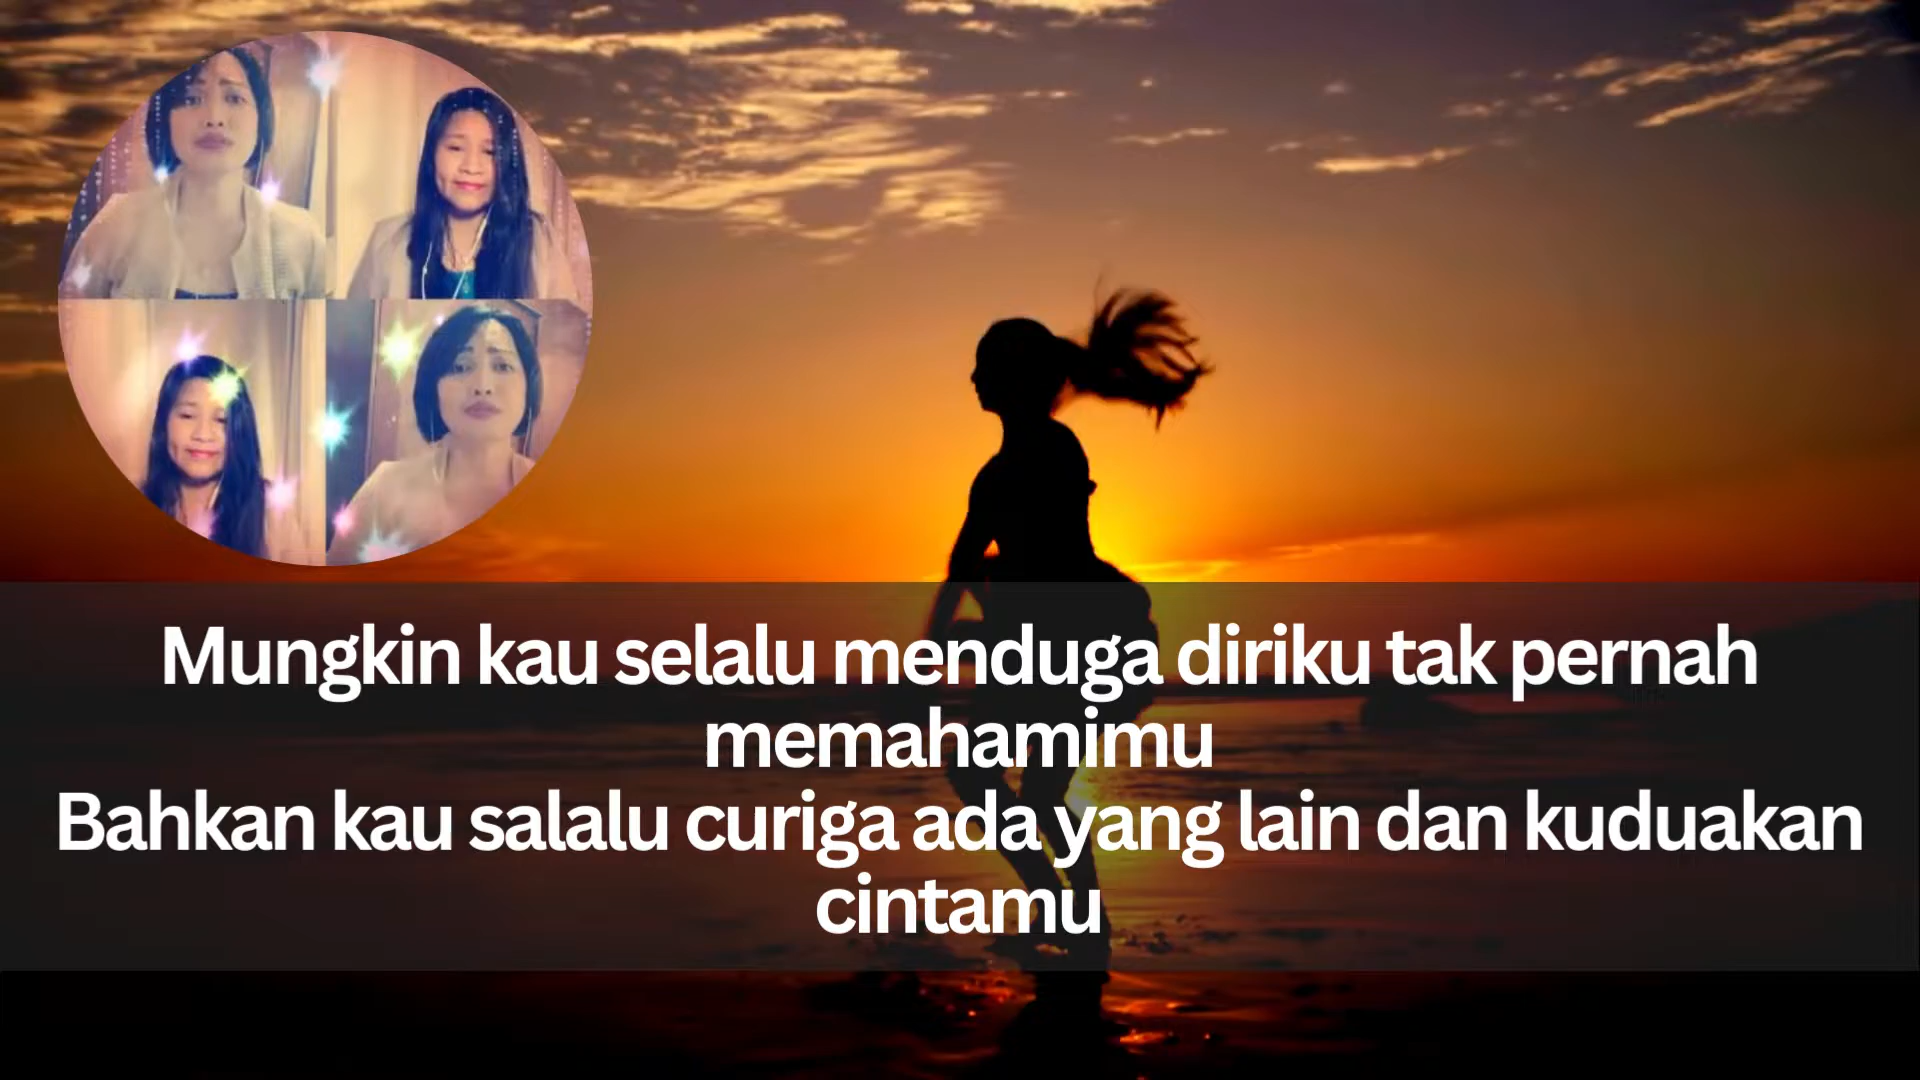 Mungkin kau selalu menduga diriku tak pernah
memahamimu
Bahkan kau salalu curiga ada yang lain dan kuduakan
cintamu